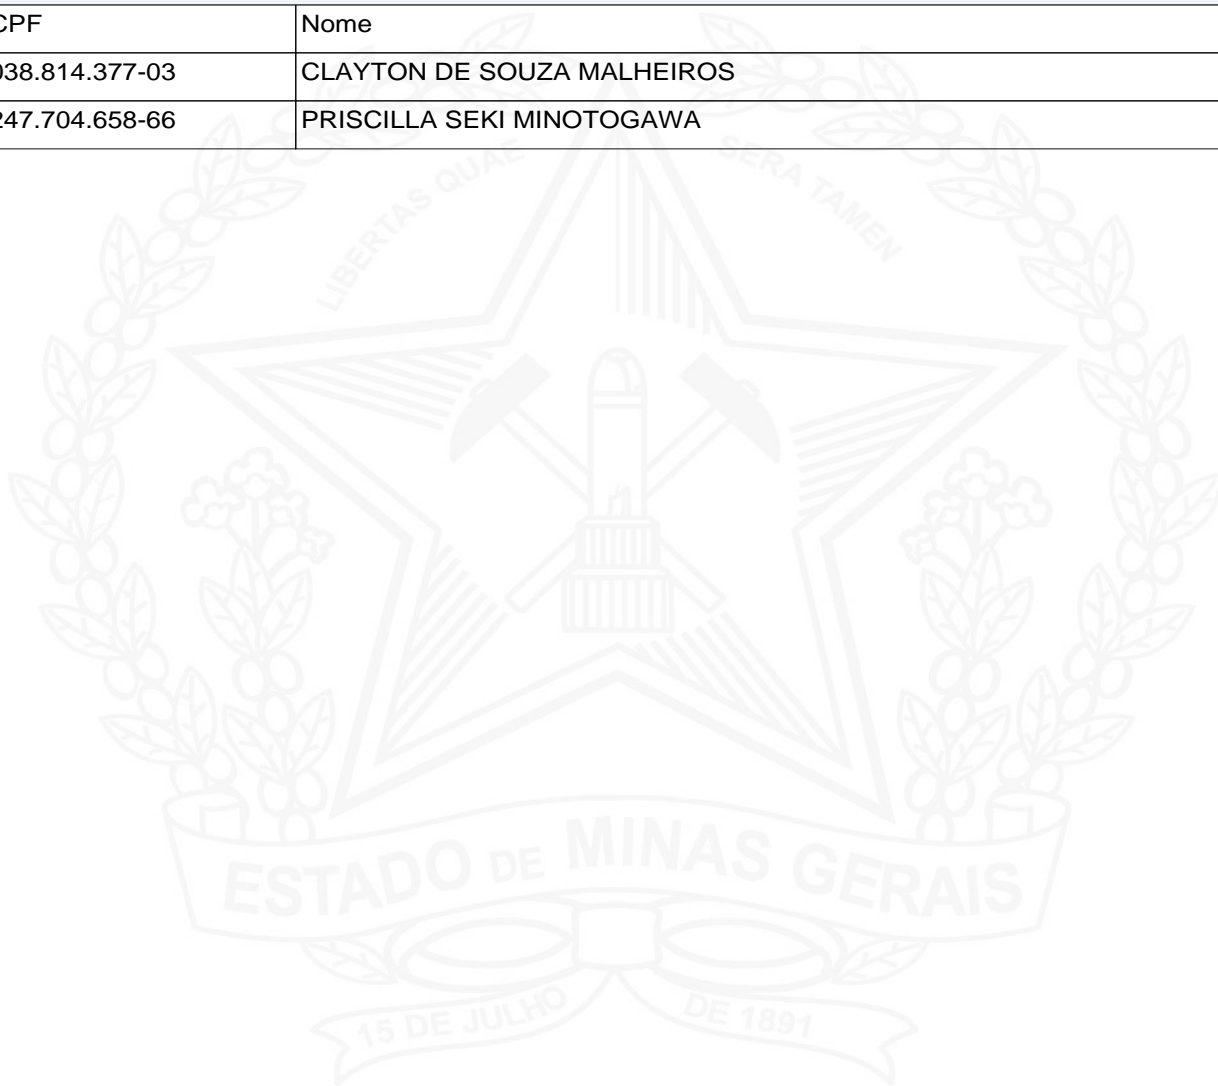 CPF Nome
038.814.377-03 CLAYTON DE SOUZA MALHEIROS
247.704.658-66 PRISCILLA SEKI MINOTOGAWA
LIBERTAS QUAE SERA TAMEN
ESTADO DE MINAS GERAIS
15 DE JULHO DE 1891